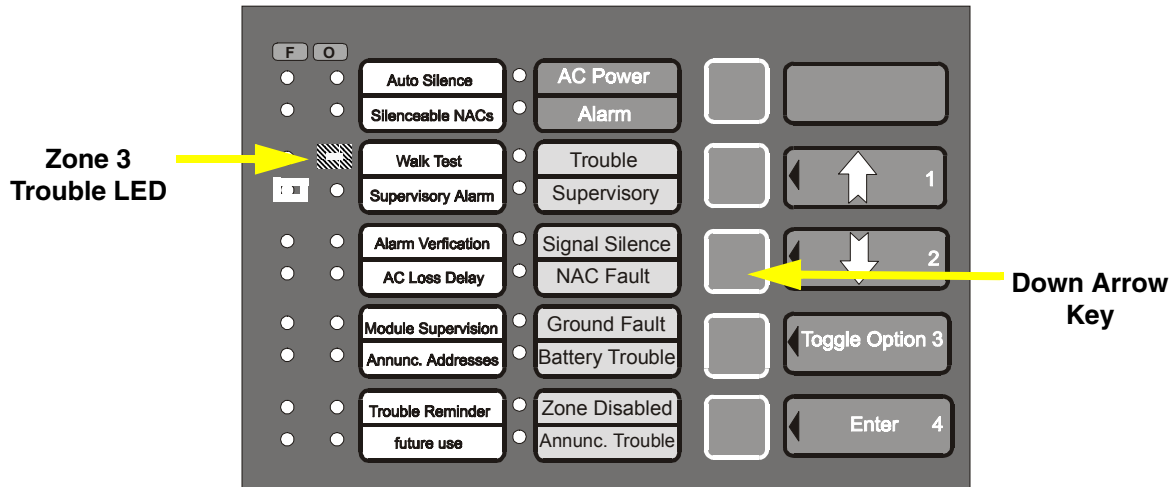 F O
Auto Silence
AC Power
Silenceable NACs
Alarm
Zone 3
Trouble LED
Walk Test
Trouble
1
Supervisory Alarm
Supervisory
Alarm Verfication
Signal Silence
2
AC Loss Delay
NAC Fault
Down Arrow
Key
Module Supervision
Ground Fault
Toggle Option 3
Annunc. Addresses
Battery Trouble
Trouble Reminder
Zone Disabled
Enter 4
future use
Annunc. Trouble